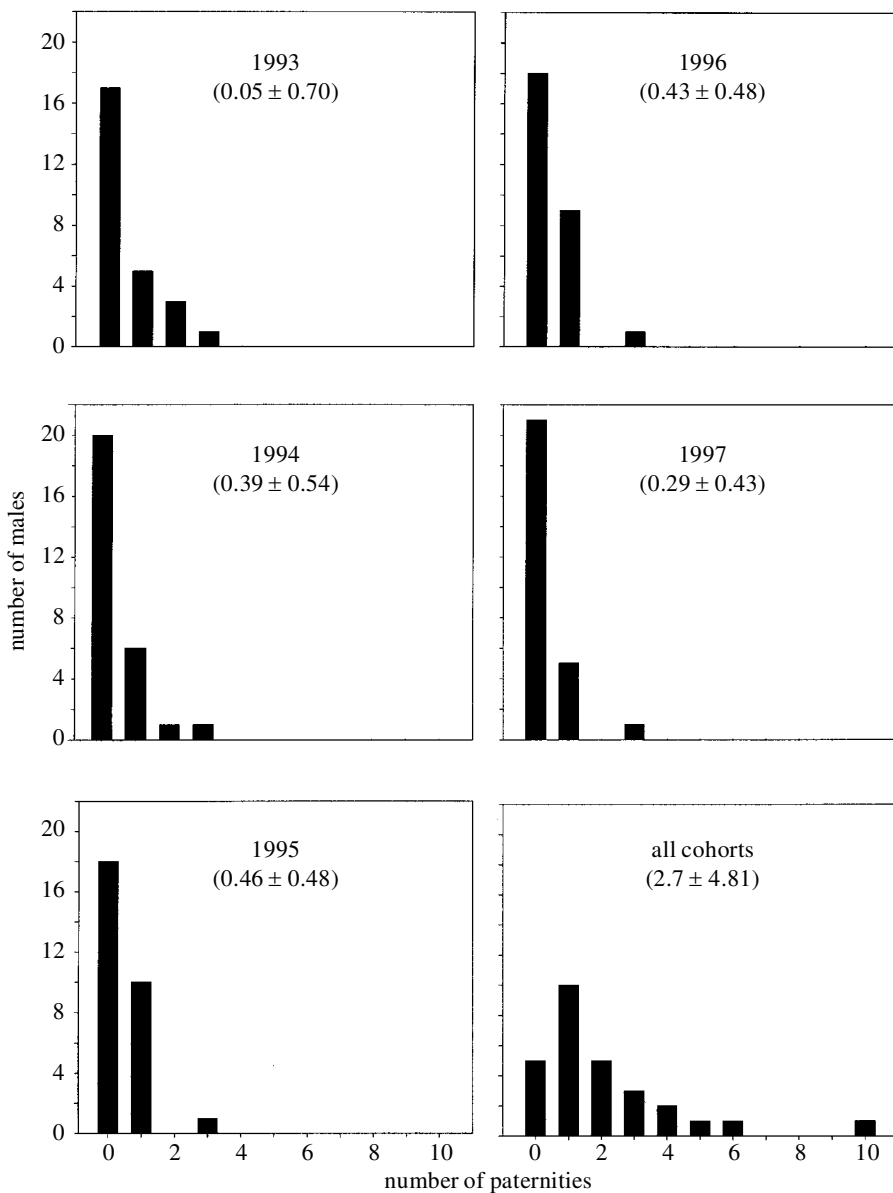 20
16
12
8
4
0
1993
(0.05 ± 0.70)
1996
(0.43 ± 0.48)
20
16
12
8
4
0
1994
(0.39 ± 0.54)
1997
(0.29 ± 0.43)
number of males
20
16
12
8
4
0
1995
(0.46 ± 0.48)
all cohorts
(2.7 ± 4.81)
0 2 4 6 8 10
0 2 4 6 8 10
number of paternities